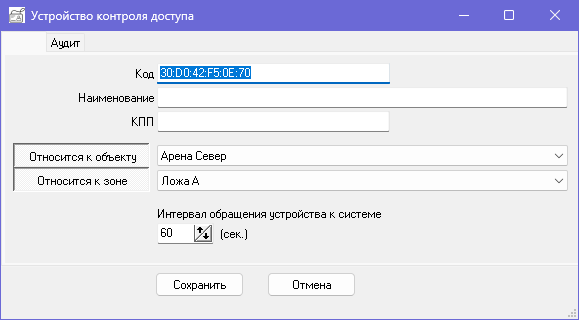 Устройство контроля доступа
Аудит
Код 30:D0:42:F5:0E:70
Наименование
КПП
Относится к объекту Арена Север
Относится к зоне Ложа А
Интервал обращения устройства к системе
60 (сек.)
Сохранить Отмена